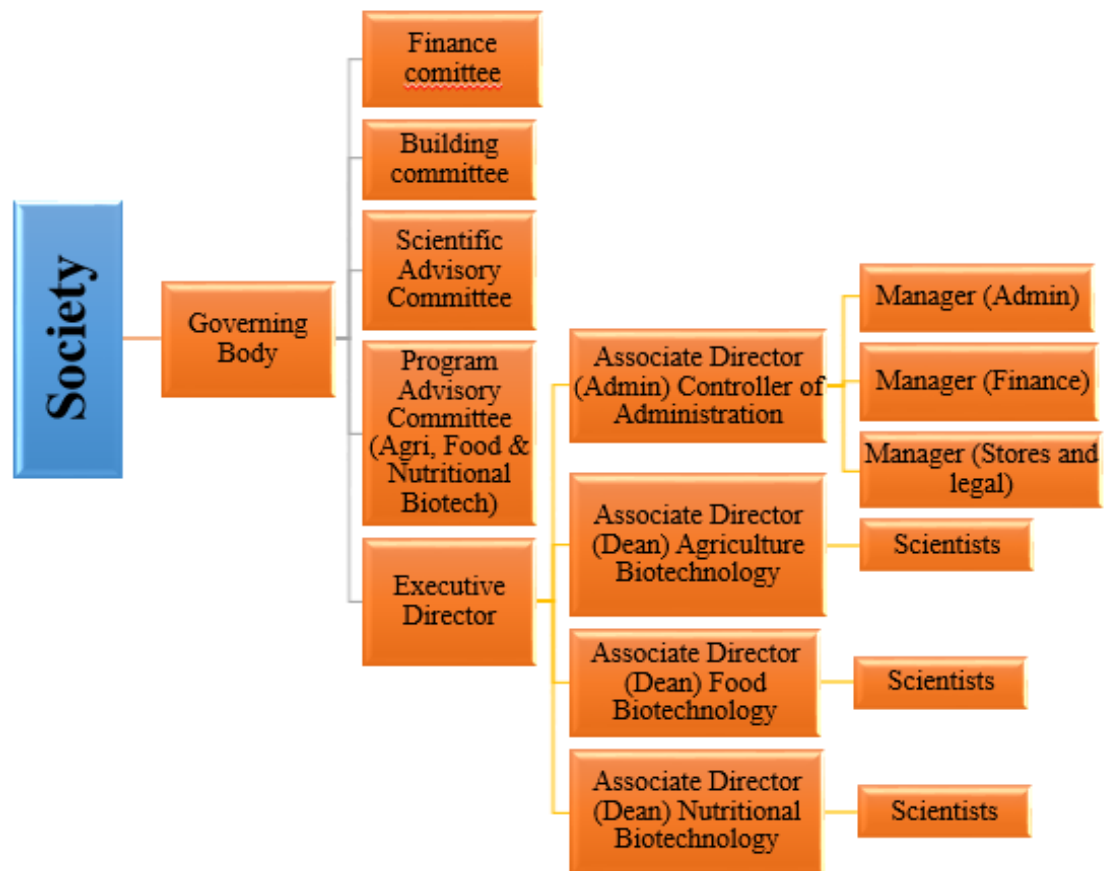 Society
Governing
Body
Finance
comittee
Building
committee
Scientific
Advisory
Committee
Program
Advisory
Committee
(Agri, Food &
Nutritional
Biotech)
Executive
Director
Associate Director
(Admin) Controller of
Administration
Manager (Admin)
Manager (Finance)
Manager (Stores and
legal)
Associate Director
(Dean) Agriculture
Biotechnology
Scientists
Associate Director
(Dean) Food
Biotechnology
Scientists
Associate Director
(Dean) Nutritional
Biotechnology
Scientists